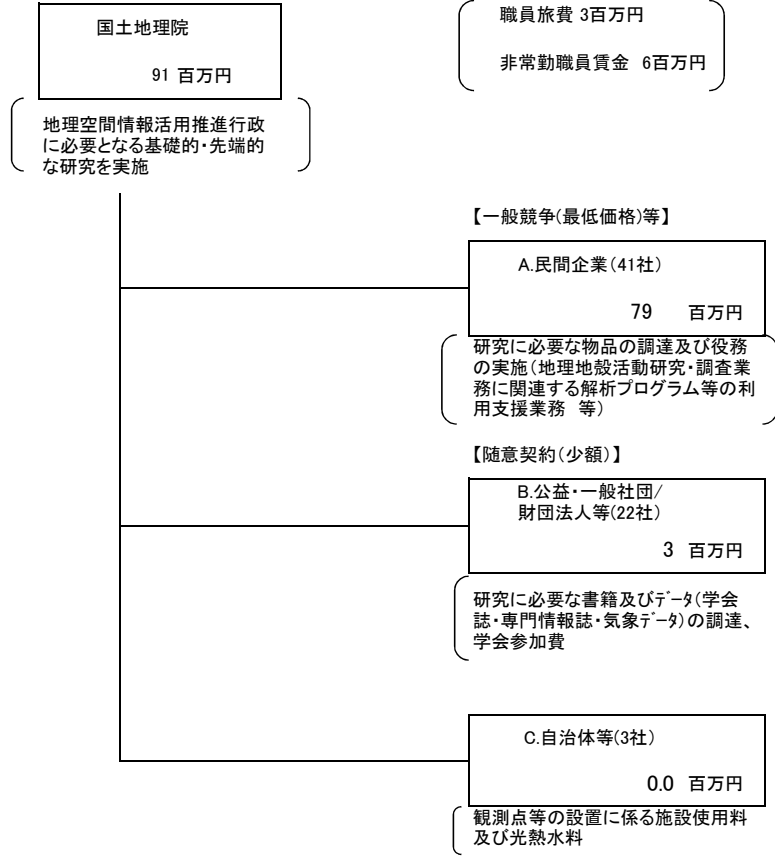 国土地理院
91 百万円
職員旅費 3百万円
非常勤職員賃金 6百万円
地理空間情報活用推進行政
に必要となる基礎的・先端的
な研究を実施
【一般競争(最低価格)等】
A.民間企業(41社)
79 百万円
研究に必要な物品の調達及び役務
の実施(地理地殻活動研究・調査業
務に関連する解析プログラム等の利
用支援業務 等)
【随意契約(少額)】
B.公益・一般社団/
財団法人等(22社)
3 百万円
研究に必要な書籍及びﾃﾞｰﾀ(学会
誌・専門情報誌・気象ﾃﾞｰﾀ)の調達、
学会参加費
C.自治体等(3社)
0.0 百万円
観測点等の設置に係る施設使用料
及び光熱水料